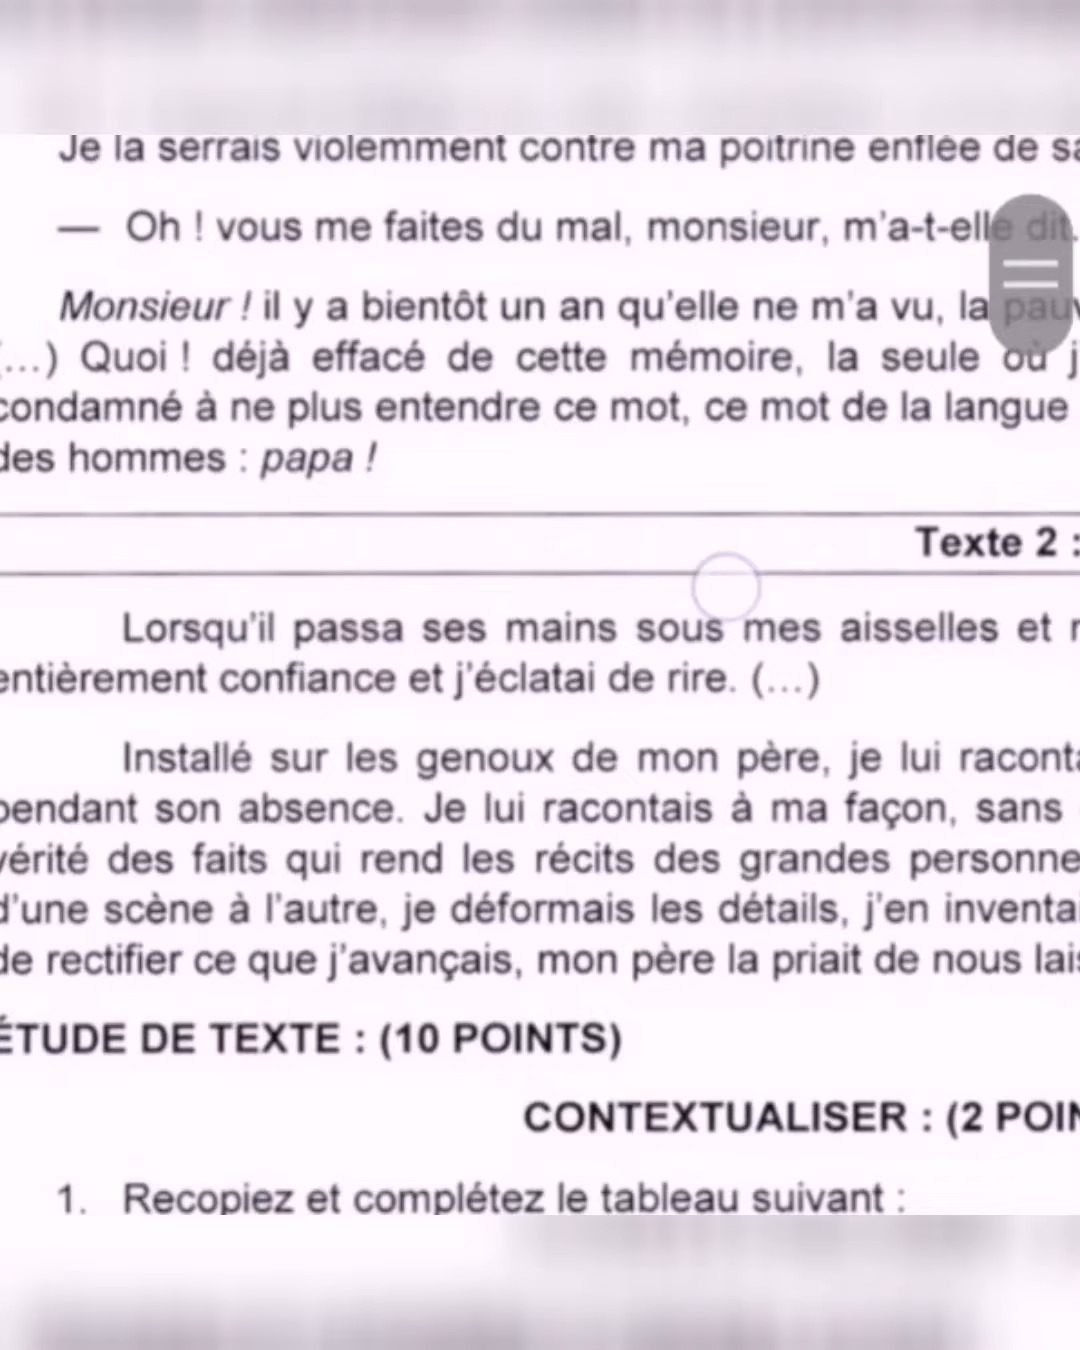 Je la serrais violemment contre ma poitrine enflée de
— Oh ! vous me faites du mal, monsieur, m'a-t-elle dit.
Monsieur ! il y a bientôt un an qu'elle ne m'a vu, la
(...) Quoi ! déjà effacé de cette mémoire, la seule où
condamné à ne plus entendre ce mot, ce mot de la langue
des hommes : papa !
Texte 2 :
Lorsqu'il passa ses mains sous mes aisselles et
entièrement confiance et j'éclatai de rire. (...)
Installé sur les genoux de mon père, je lui
pendant son absence. Je lui racontais à ma façon, sans
vérité des faits qui rend les récits des grandes
d'une scène à l'autre, je déformais les détails, j'en
de rectifier ce que j'avançais, mon père la priait de nous
ÉTUDE DE TEXTE : (10 POINTS)
CONTEXTUALISER : (2
1. Recopiez et complétez le tableau suivant :